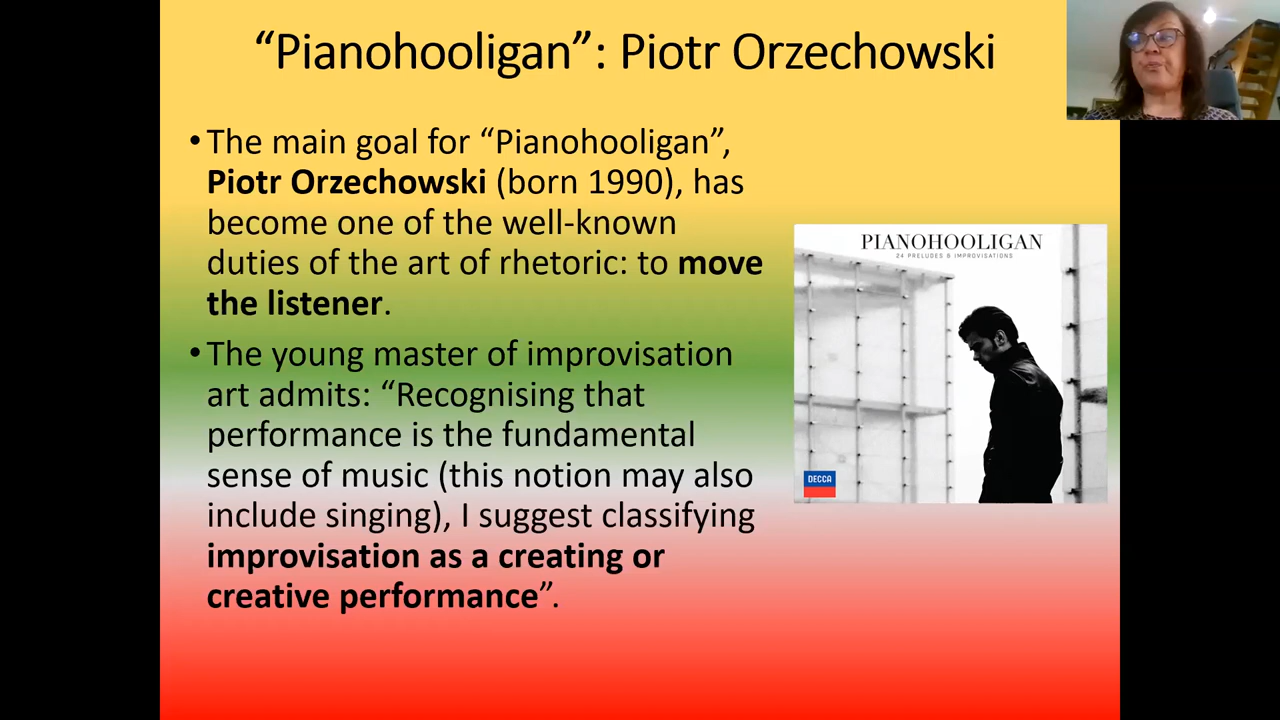 “Pianohooligan”: Piotr Orzechowski
•The main goal for “Pianohooligan”,
Piotr Orzechowski (born 1990), has
become one of the well-known
duties of the art of rhetoric: to move
the listener.
•The young master of improvisation
art admits: “Recognising that
performance is the fundamental
sense of music (this notion may also
include singing), I suggest classifying
improvisation as a creating or
creative performance”.
PIANOHOOLIGAN
24 PRELUDES & IMPROVISATIONS
DECCA